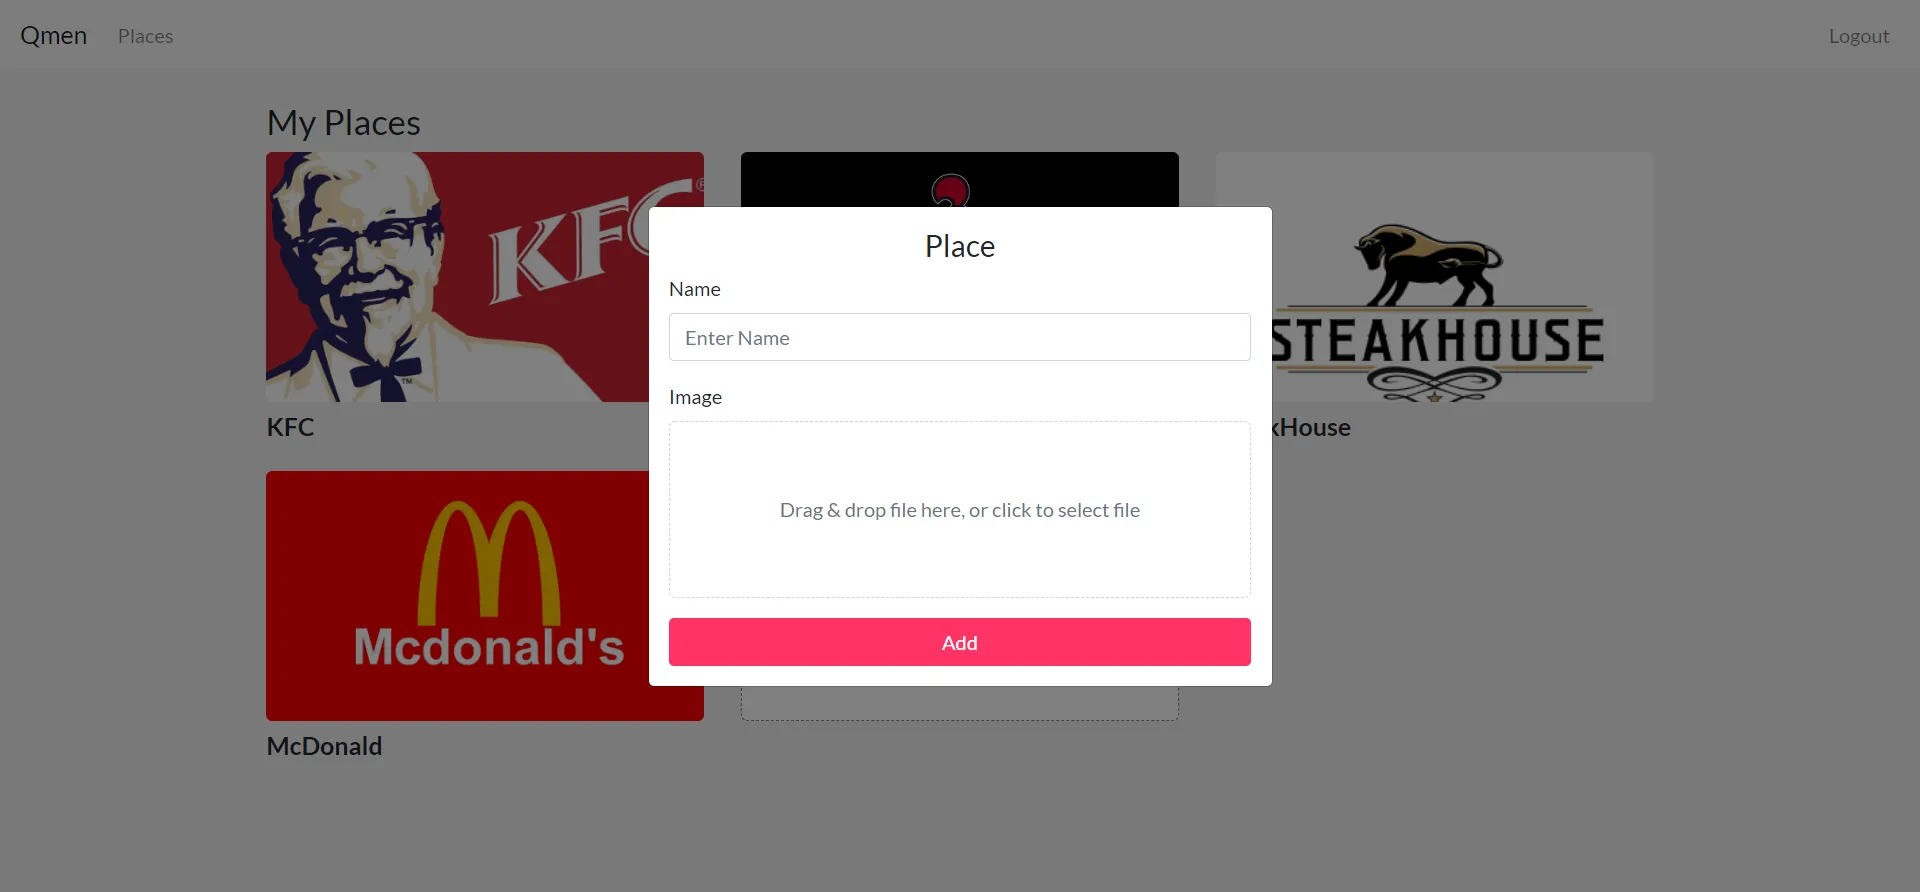 Qmen Places Logout
My Places
KFC®
STEAKHOUSE
TM
KFC
kHouse
Mcdonald's
McDonald
Place
Name
Enter Name
Image
Drag & drop file here, or click to select file
Add